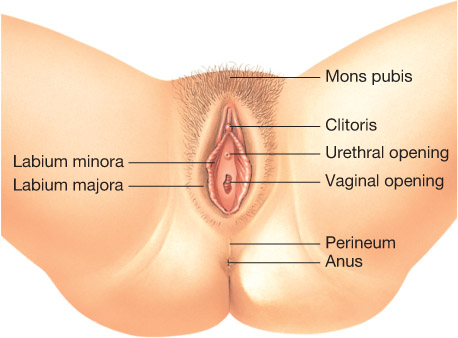 Mons pubis
Clitoris
Urethral opening
Labium minora
Vaginal opening
Labium majora
Perineum
Anus